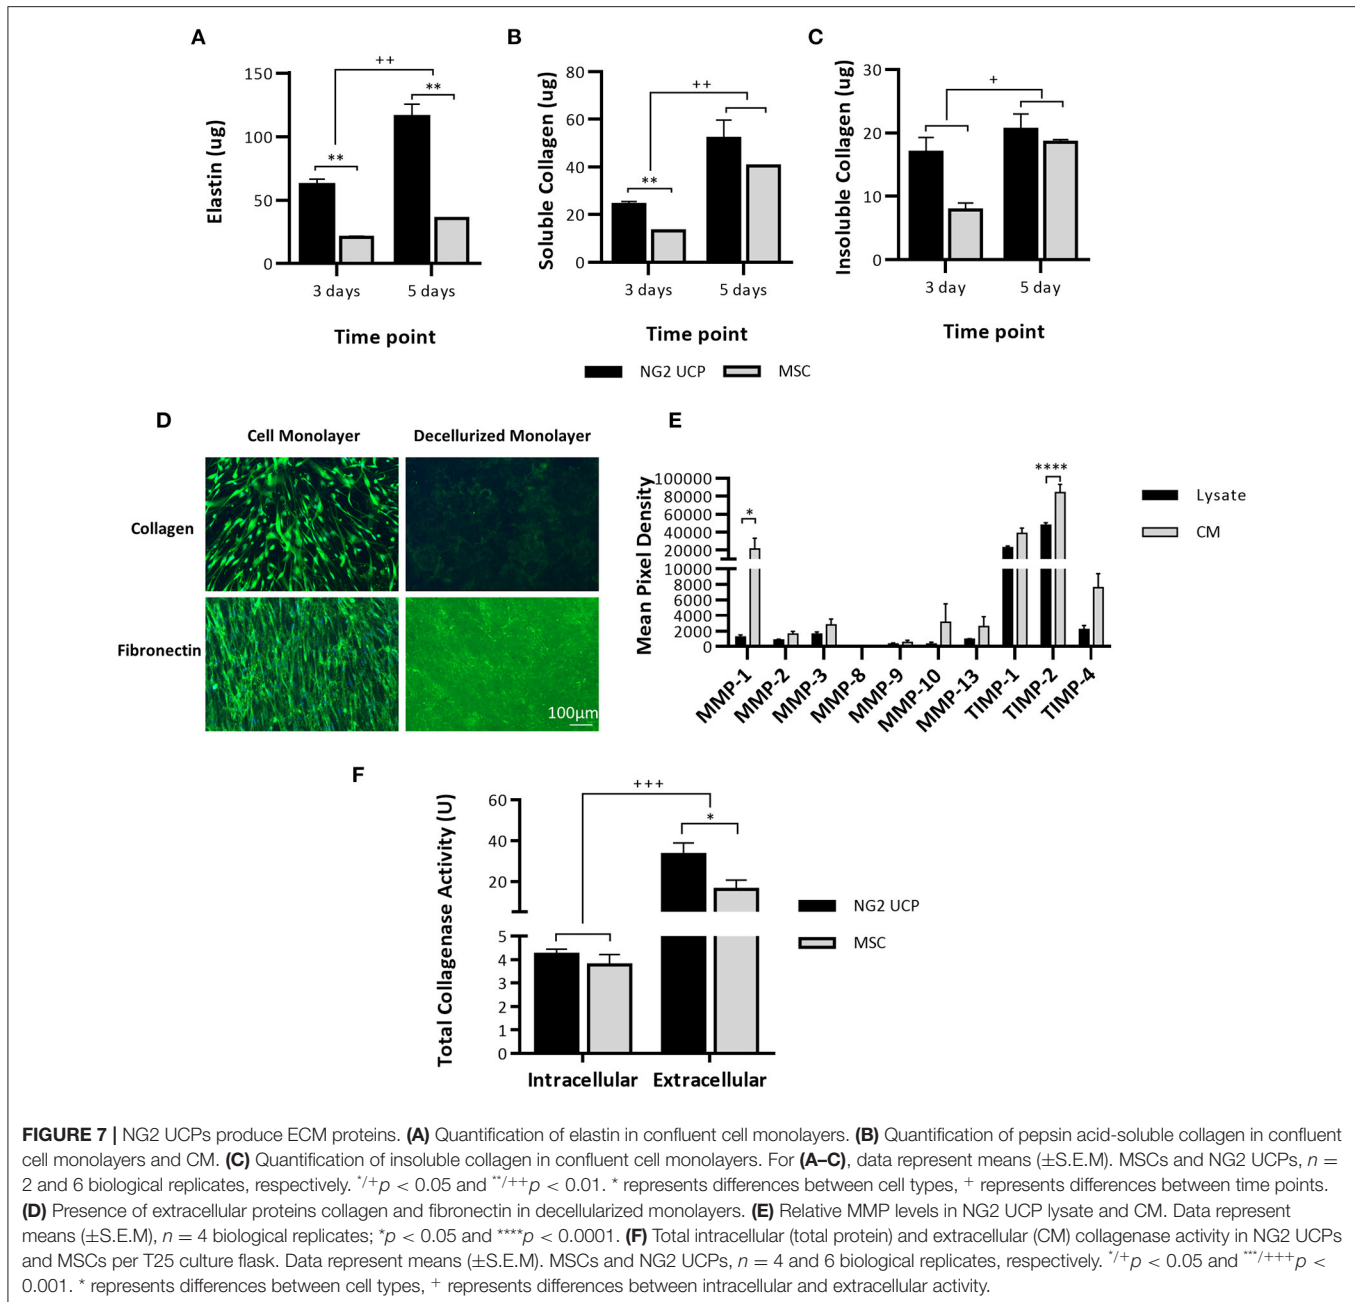 A
B
C
++
**
**
150
100
50
0
Elastin (ug)
3 days
5 days
Time point
++
**
80
60
40
20
0
Soluble Collagen (ug)
3 days
5 days
Time point
+
30
20
10
0
Insoluble Collagen (ug)
3 day
5 day
Time point
NG2 UCP
MSC
D
Cell Monolayer
Decellurized Monolayer
Collagen
Fibronectin
100µm
E
Mean Pixel Density
100000
80000
60000
40000
20000
10000
8000
6000
4000
2000
0
*
****
MMP-1
MMP-2
MMP-3
MMP-8
MMP-9
MMP-10
MMP-13
TIMP-1
TIMP-2
TIMP-4
Lysate
CM
F
Total Collagenase Activity (U)
60
40
20
5
4
3
2
1
0
+++
*
Intracellular
Extracellular
NG2 UCP
MSC
FIGURE 7 | NG2 UCPs produce ECM proteins. (A) Quantification of elastin in confluent cell monolayers. (B) Quantification of pepsin acid-soluble collagen in confluent
cell monolayers and CM. (C) Quantification of insoluble collagen in confluent cell monolayers. For (A–C), data represent means (±S.E.M). MSCs and NG2 UCPs, n =
2 and 6 biological replicates, respectively. */+p < 0.05 and **/++p < 0.01. * represents differences between cell types, + represents differences between time points.
(D) Presence of extracellular proteins collagen and fibronectin in decellularized monolayers. (E) Relative MMP levels in NG2 UCP lysate and CM. Data represent
means (±S.E.M), n = 4 biological replicates; *p < 0.05 and ****p < 0.0001. (F) Total intracellular (total protein) and extracellular (CM) collagenase activity in NG2 UCPs
and MSCs per T25 culture flask. Data represent means (±S.E.M). MSCs and NG2 UCPs, n = 4 and 6 biological replicates, respectively. */+p < 0.05 and ***/+++p <
0.001. * represents differences between cell types, + represents differences between intracellular and extracellular activity.